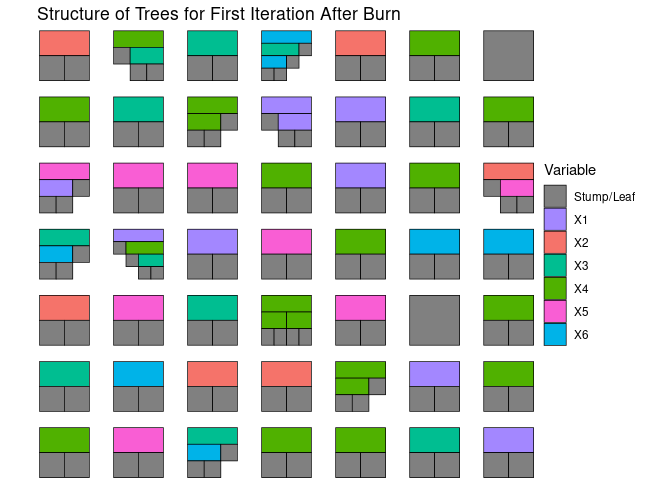 Structure of Trees for First Iteration After Burn
Variable
Stump/Leaf
X1
X2
X3
X4
X5
X6